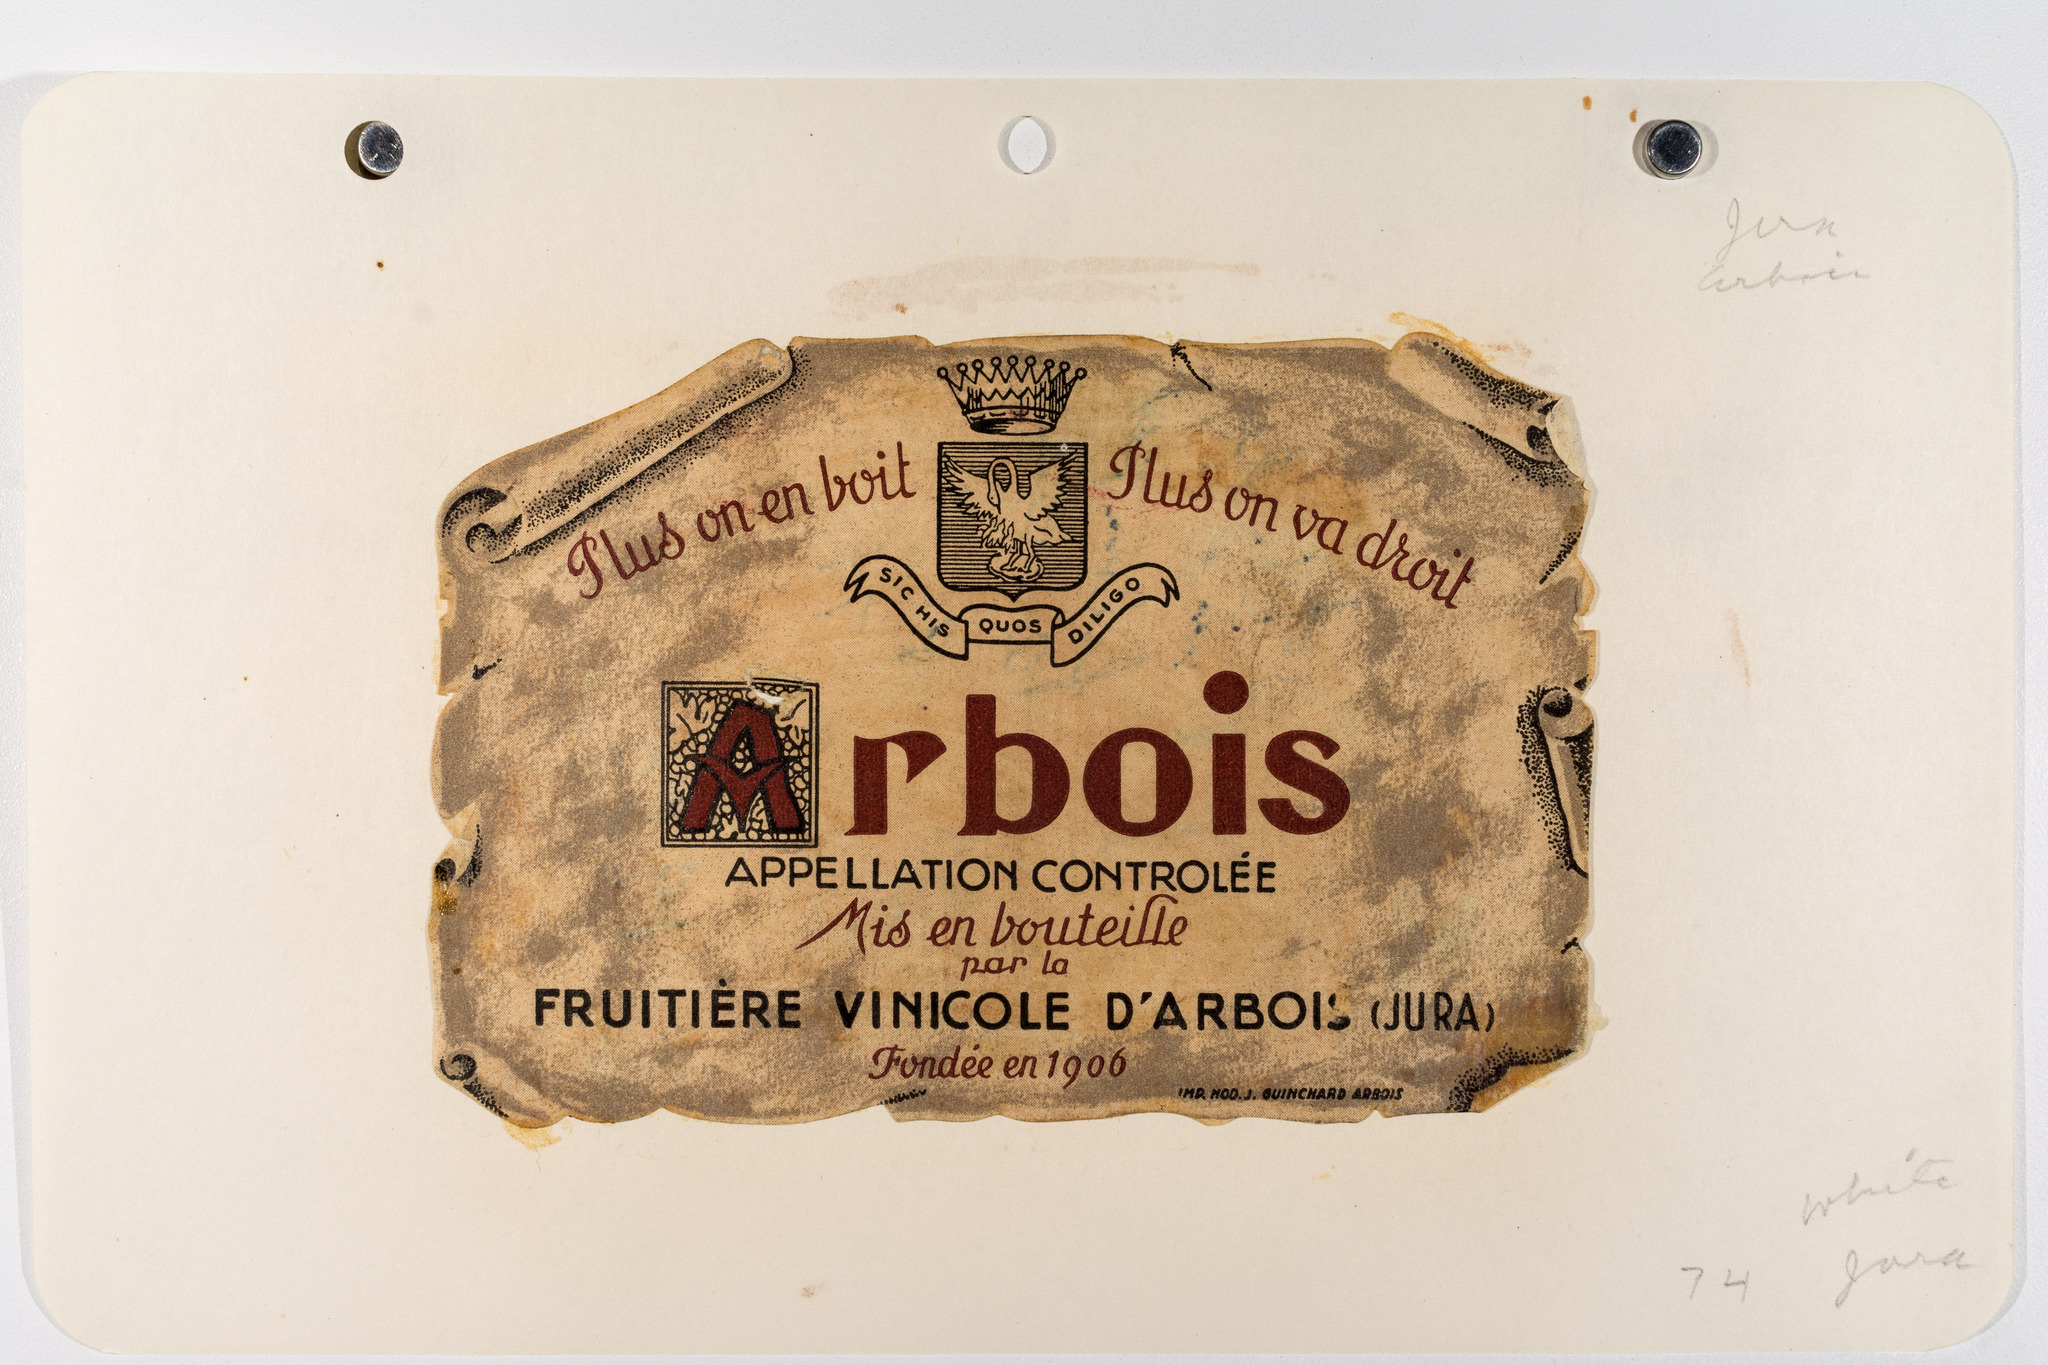 Jura
Arbois
Plus on en boit Plus on va droit
SIC HIS QUOS DILIGO
Arbois
APPELLATION CONTROLÉE
Mis en bouteille
par la
FRUITIÈRE VINICOLE D'ARBOIS (JURA)
Fondée en 1906
IMP. MOD. J. GUINCHARD ARBOIS
White
74 Jura